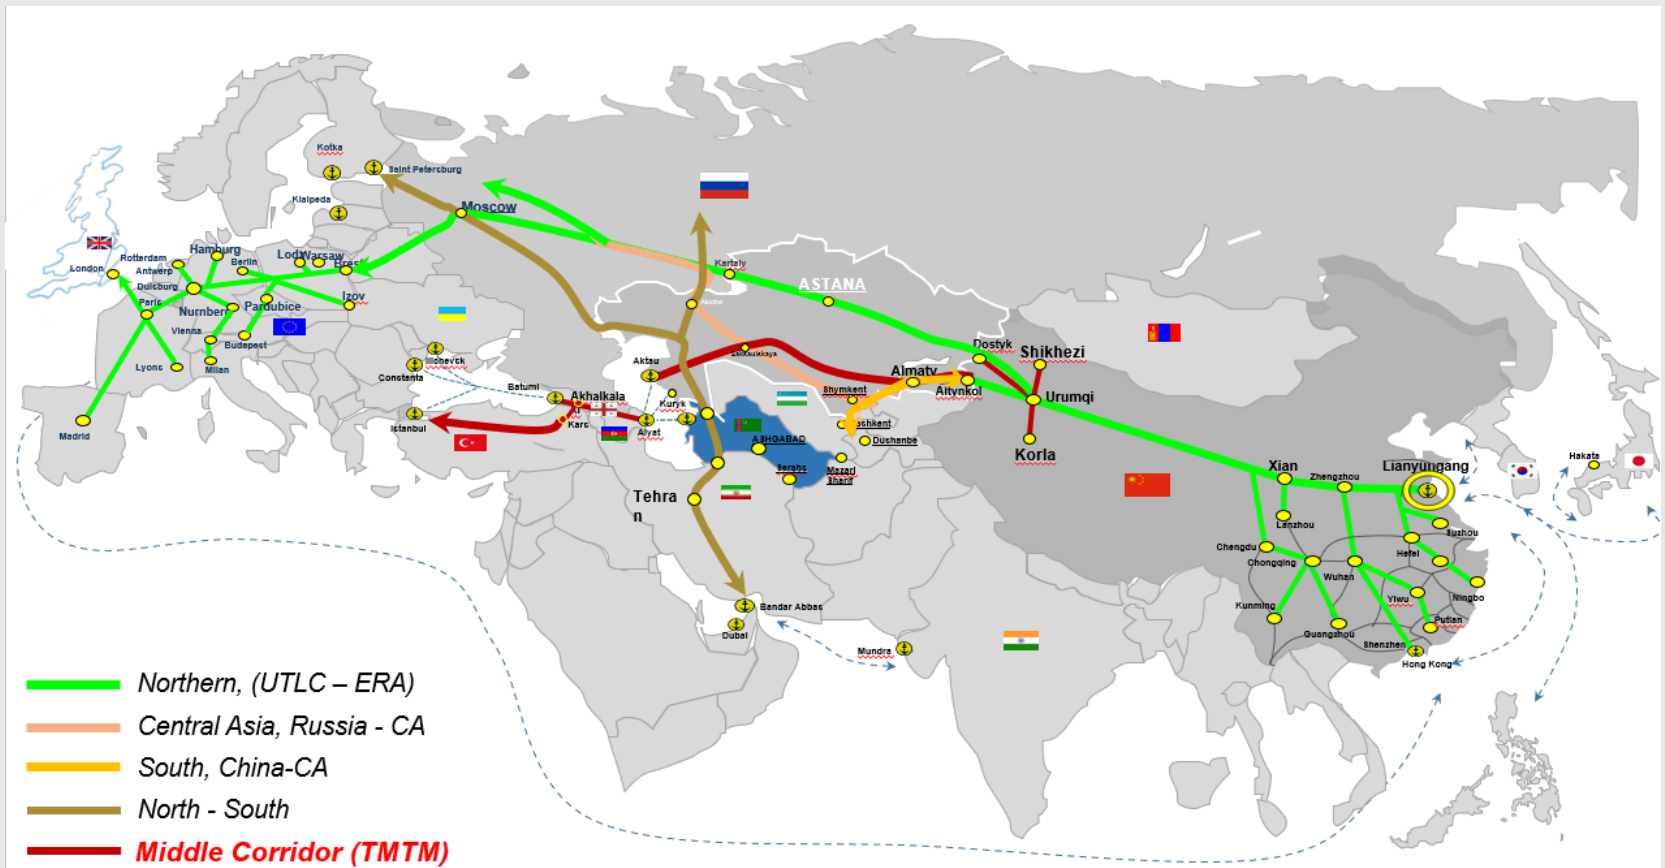 Kotka
Saint Petersburg
Klaipeda
Moscow
Hamburg
Rotterdam
Berlin
Lodz
Warsaw
Brest
London
Antwerp
Duisburg
Kartaly
ASTANA
Paris
Izov
Nurnberg
Pardubice
Vienna
Budapest
Dostyk
Shikhezi
Lyons
Milan
Constanta
Aktau
Almaty
Batumi
Akhalkala
ki
Kuryk
Shymkent
Altynkol
Urumqi
Madrid
Istanbul
Kars
Alyat
ashkent
ASHGABAD
Dushanbe
Korla
Serahs
Mazari
Sharif
Xian
Zhengzhou
Lianyungang
Hakata
Tehra
n
Lanzhou
Suzhou
Chengdu
Hefei
Chongqing
Wuhan
Yiwu
Ningbo
Kunming
Putian
Guangzhou
Shenzhen
Hong Kong
Bandar Abbas
Dubai
Mundra
Northern, (UTLC – ERA)
Central Asia, Russia - CA
South, China-CA
North - South
Middle Corridor (TMTM)